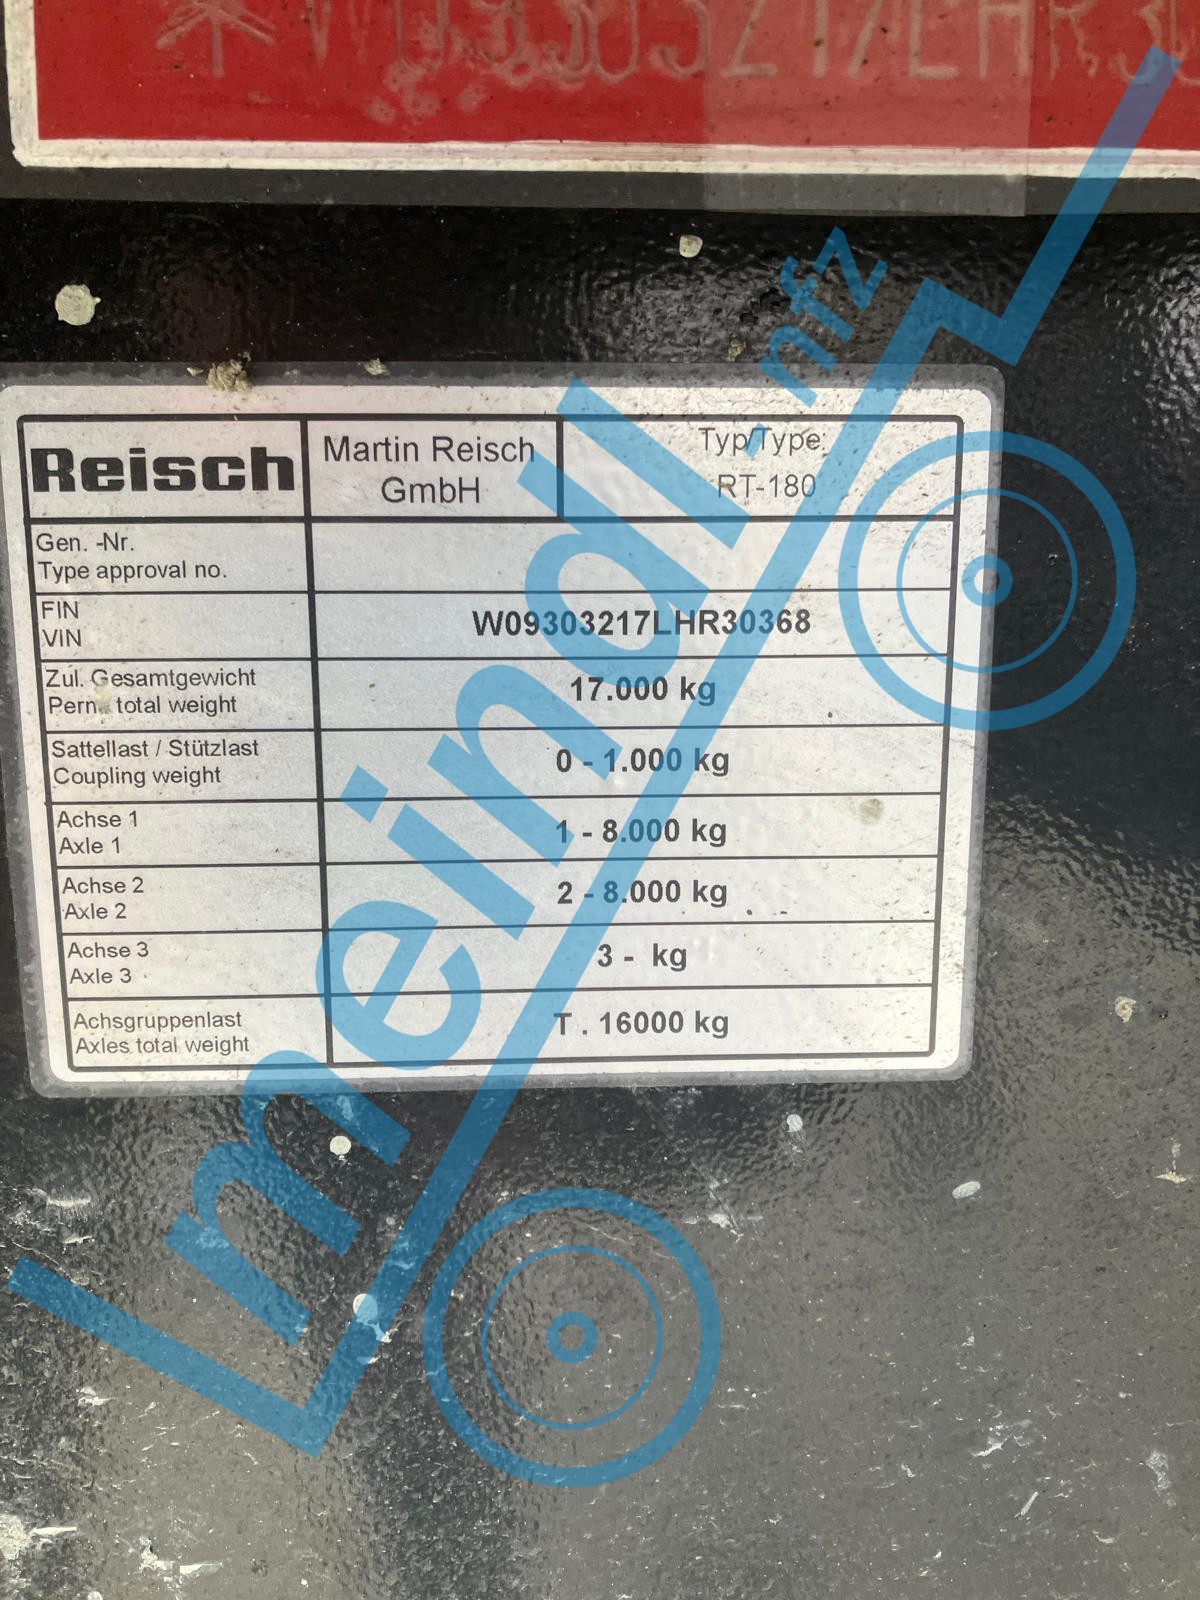 Reisch
Martin Reisch
GmbH
Typ/Type:
RT-180
Gen. -Nr.
Type approval no.
FIN
VIN
W09303217LHR30368
Zul. Gesamtgewicht
Perm. total weight
17.000 kg
Sattellast / Stützlast
Coupling weight
0 - 1.000 kg
Achse 1
Axle 1
1 - 8.000 kg
Achse 2
Axle 2
2 - 8.000 kg
Achse 3
Axle 3
3 - kg
Achsgruppenlast
Axles total weight
T . 16000 kg
meindl.nfz